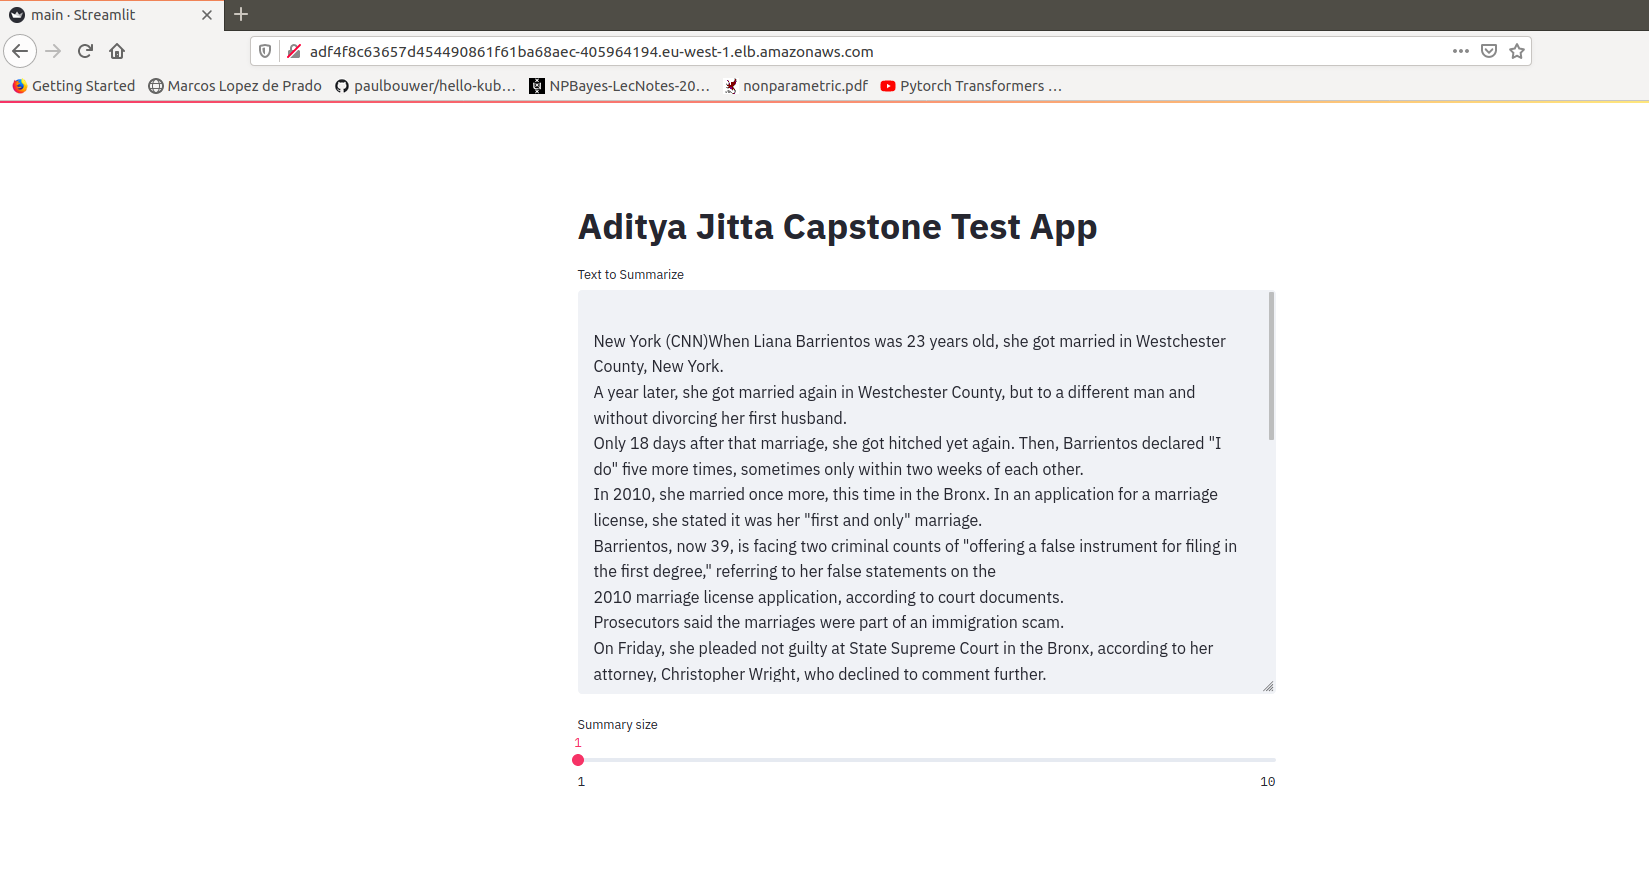 main · Streamlit
adf4f8c63657d454490861f61ba68aec-405964194.eu-west-1.elb.amazonaws.com
Getting Started Marcos Lopez de Prado paulbouwer/hello-kub... NPBayes-LecNotes-20... nonparametric.pdf Pytorch Transformers ...
Aditya Jitta Capstone Test App
Text to Summarize
New York (CNN)When Liana Barrientos was 23 years old, she got married in Westchester
County, New York.
A year later, she got married again in Westchester County, but to a different man and
without divorcing her first husband.
Only 18 days after that marriage, she got hitched yet again. Then, Barrientos declared "I
do" five more times, sometimes only within two weeks of each other.
In 2010, she married once more, this time in the Bronx. In an application for a marriage
license, she stated it was her "first and only" marriage.
Barrientos, now 39, is facing two criminal counts of "offering a false instrument for filing in
the first degree," referring to her false statements on the
2010 marriage license application, according to court documents.
Prosecutors said the marriages were part of an immigration scam.
On Friday, she pleaded not guilty at State Supreme Court in the Bronx, according to her
attorney, Christopher Wright, who declined to comment further.
Summary size
1
1 10